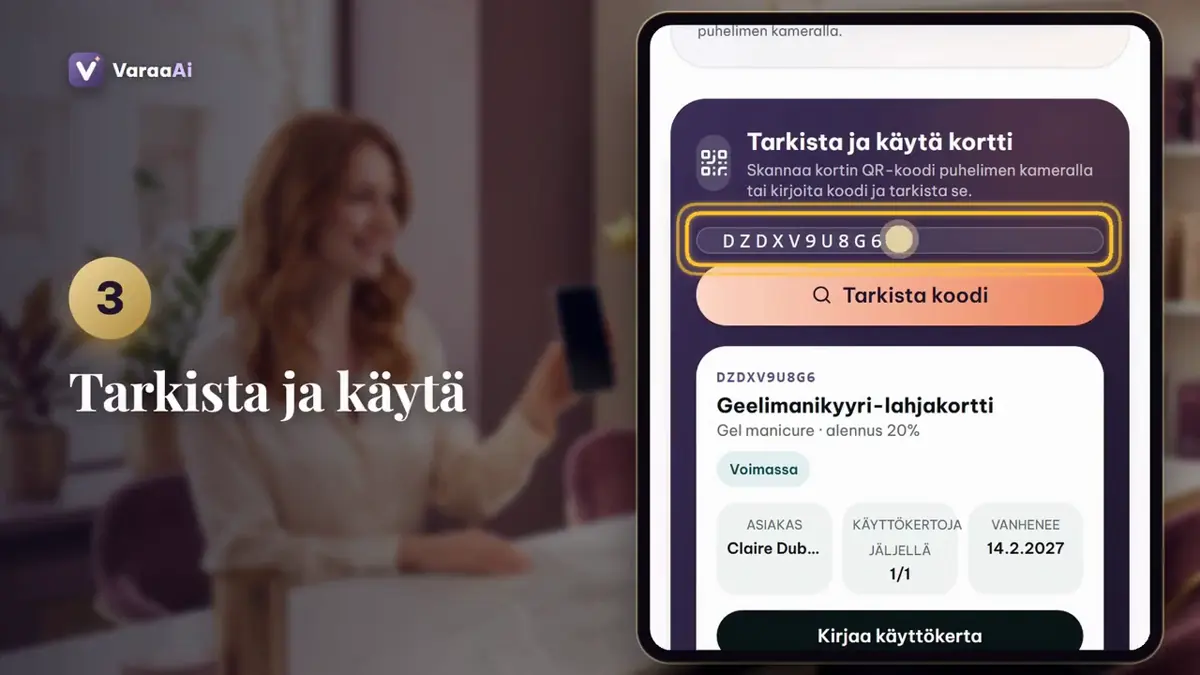 VaraaAi
3
Tarkista ja käytä
puhelimen kameralla.
Tarkista ja käytä kortti
Skannaa kortin QR-koodi puhelimen kameralla
tai kirjoita koodi ja tarkista se.
DZDXV9U8G6
Tarkista koodi
DZDXV9U8G6
Geelimanikyyri-lahjakortti
Gel manicure · alennus 20%
Voimassa
ASIAKAS
Claire Dub...
KÄYTTÖKERTOJA
JÄLJELLÄ
1/1
VANHENEE
14.2.2027
Kirjaa käyttökerta